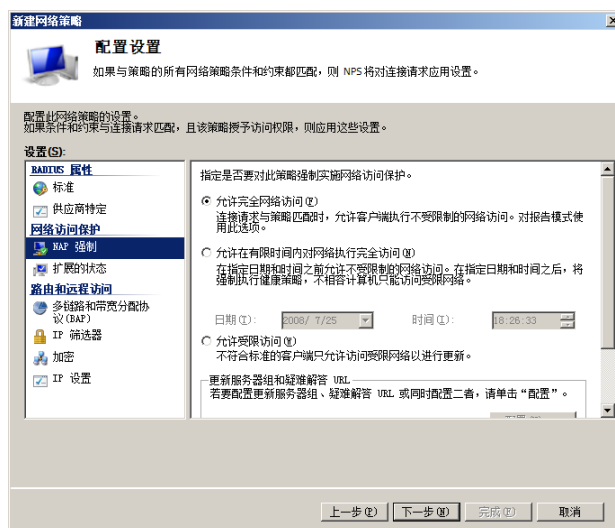 新建网络策略
配置设置
如果与策略的所有网络策略条件和约束都匹配，则 NPS将对连接请求应用设置。
配置此网络策略的设置。
如果条件和约束与连接请求匹配，且该策略授予访问权限，则应用这些设置。
设置(S):
RADIUS 属性
标准
供应商特定
网络访问保护
NAP 强制
扩展的状态
路由和远程访问
多链路和带宽分配协
议(BAP)
IP 筛选器
加密
IP 设置
指定是否要对此策略强制实施网络访问保护。
允许完全网络访问(F)
连接请求与策略匹配时，允许客户端执行不受限制的网络访问。对报告模式使
用此选项。
允许在有限时间内对网络执行完全访问(M)
在指定日期和时间之前允许不受限制的网络访问。在指定日期和时间之后，将
强制执行健康策略，不相容计算机只能访问受限网络。
日期(I): 2008/ 7/25 时间(I): 18:26:33
允许受限访问(W)
不符合标准的客户端只允许访问受限网络以进行更新。
更新服务器组和疑难解答 URL
若要配置更新服务器组、疑难解答 URL 或同时配置二者，请单击“配置”。
上一步(P) 下一步(N) 完成(F) 取消